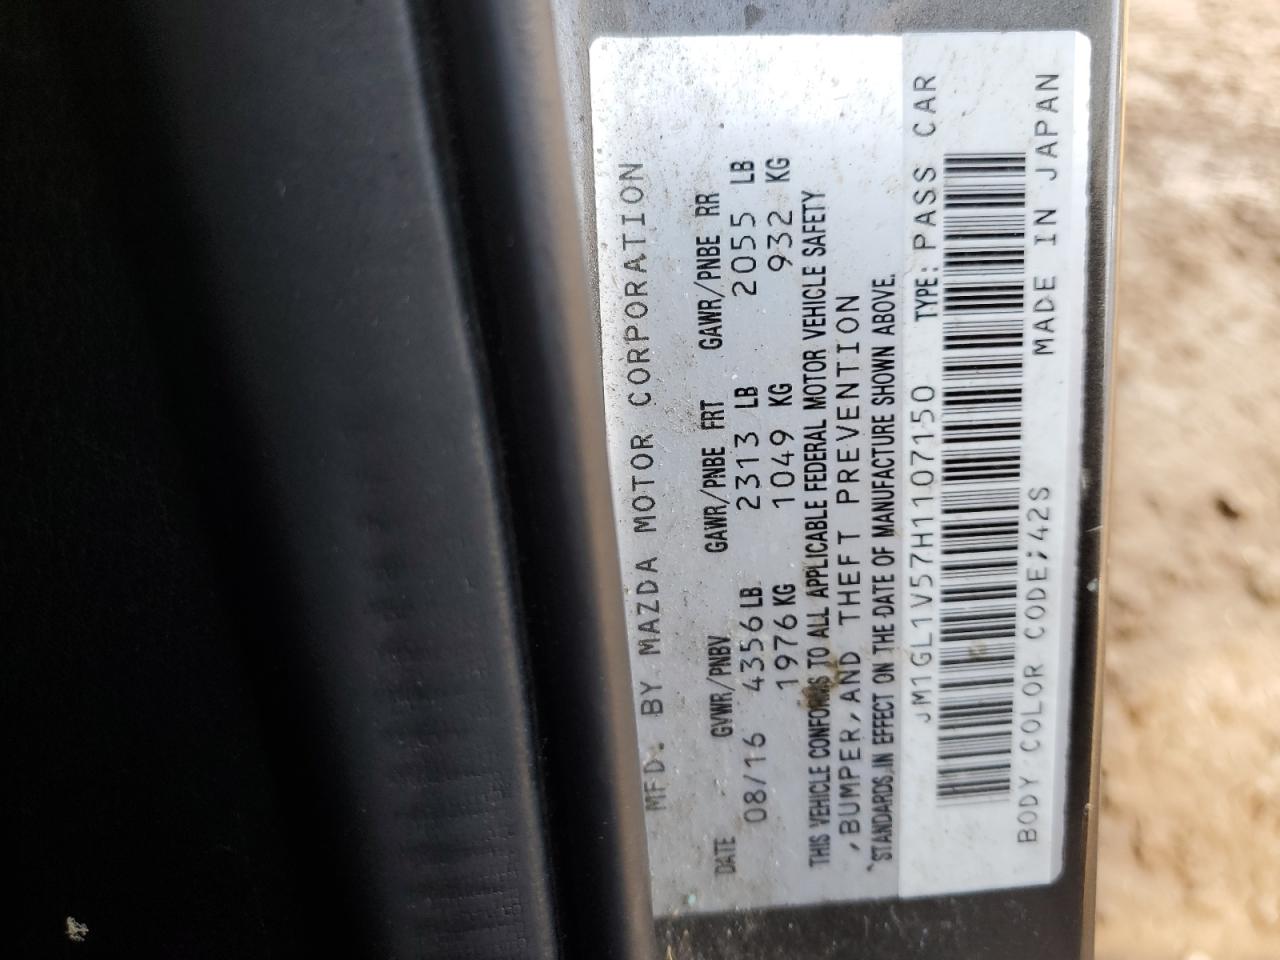 MFD. BY MAZDA MOTOR CORPORATION
DATE GVWR/PNBV GAWR/PNBE FRT GAWR/PNBE RR
08/16 4356 LB 2313 LB 2055 LB
1976 KG 1049 KG 932 KG
THIS VEHICLE CONFORMS TO ALL APPLICABLE FEDERAL MOTOR VEHICLE SAFETY
,BUMPER,AND THEFT PREVENTION
STANDARDS IN EFFECT ON THE DATE OF MANUFACTURE SHOWN ABOVE.
JM1GL1V57H1107150 TYPE: PASS CAR
BODY COLOR CODE;42S MADE IN JAPAN